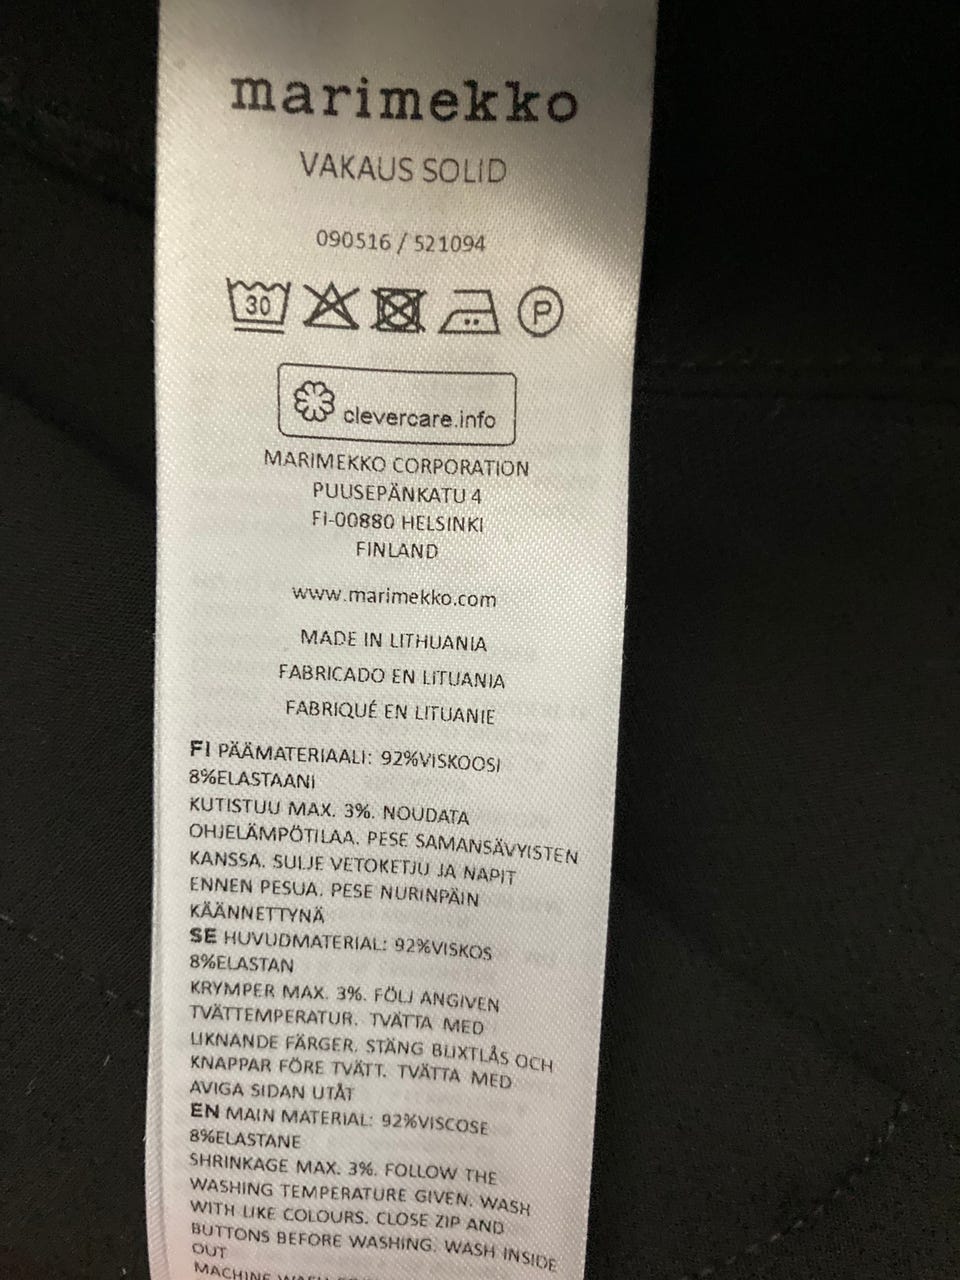 marimekko
VAKAUS SOLID
090516 / 521094
30 P
clevercare.info
MARIMEKKO CORPORATION
PUUSEPÄNKATU 4
FI-00880 HELSINKI
FINLAND
www.marimekko.com
MADE IN LITHUANIA
FABRICADO EN LITUANIA
FABRIQUÉ EN LITUANIE
FI PÄÄMATERIAALI: 92%VISKOOSI
8%ELASTAANI
KUTISTUU MAX. 3%. NOUDATA
OHJELÄMPÖTILAA. PESE SAMANSÄVYISTEN
KANSSA. SULJE VETOKETJU JA NAPIT
ENNEN PESUA. PESE NURINPÄIN
KÄÄNNETTYNÄ
SE HUVUDMATERIAL: 92%VISKOS
8%ELASTAN
KRYMPER MAX. 3%. FÖLJ ANGIVEN
TVÄTTEMPERATUR. TVÄTTA MED
LIKNANDE FÄRGER. STÄNG BLIXTLÅS OCH
KNAPPAR FÖRE TVÄTT. TVÄTTA MED
AVIGA SIDAN UTÅT
EN MAIN MATERIAL: 92%VISCOSE
8%ELASTANE
SHRINKAGE MAX. 3%. FOLLOW THE
WASHING TEMPERATURE GIVEN. WASH
WITH LIKE COLOURS. CLOSE ZIP AND
BUTTONS BEFORE WASHING. WASH INSIDE
OUT
MACHINE WASH